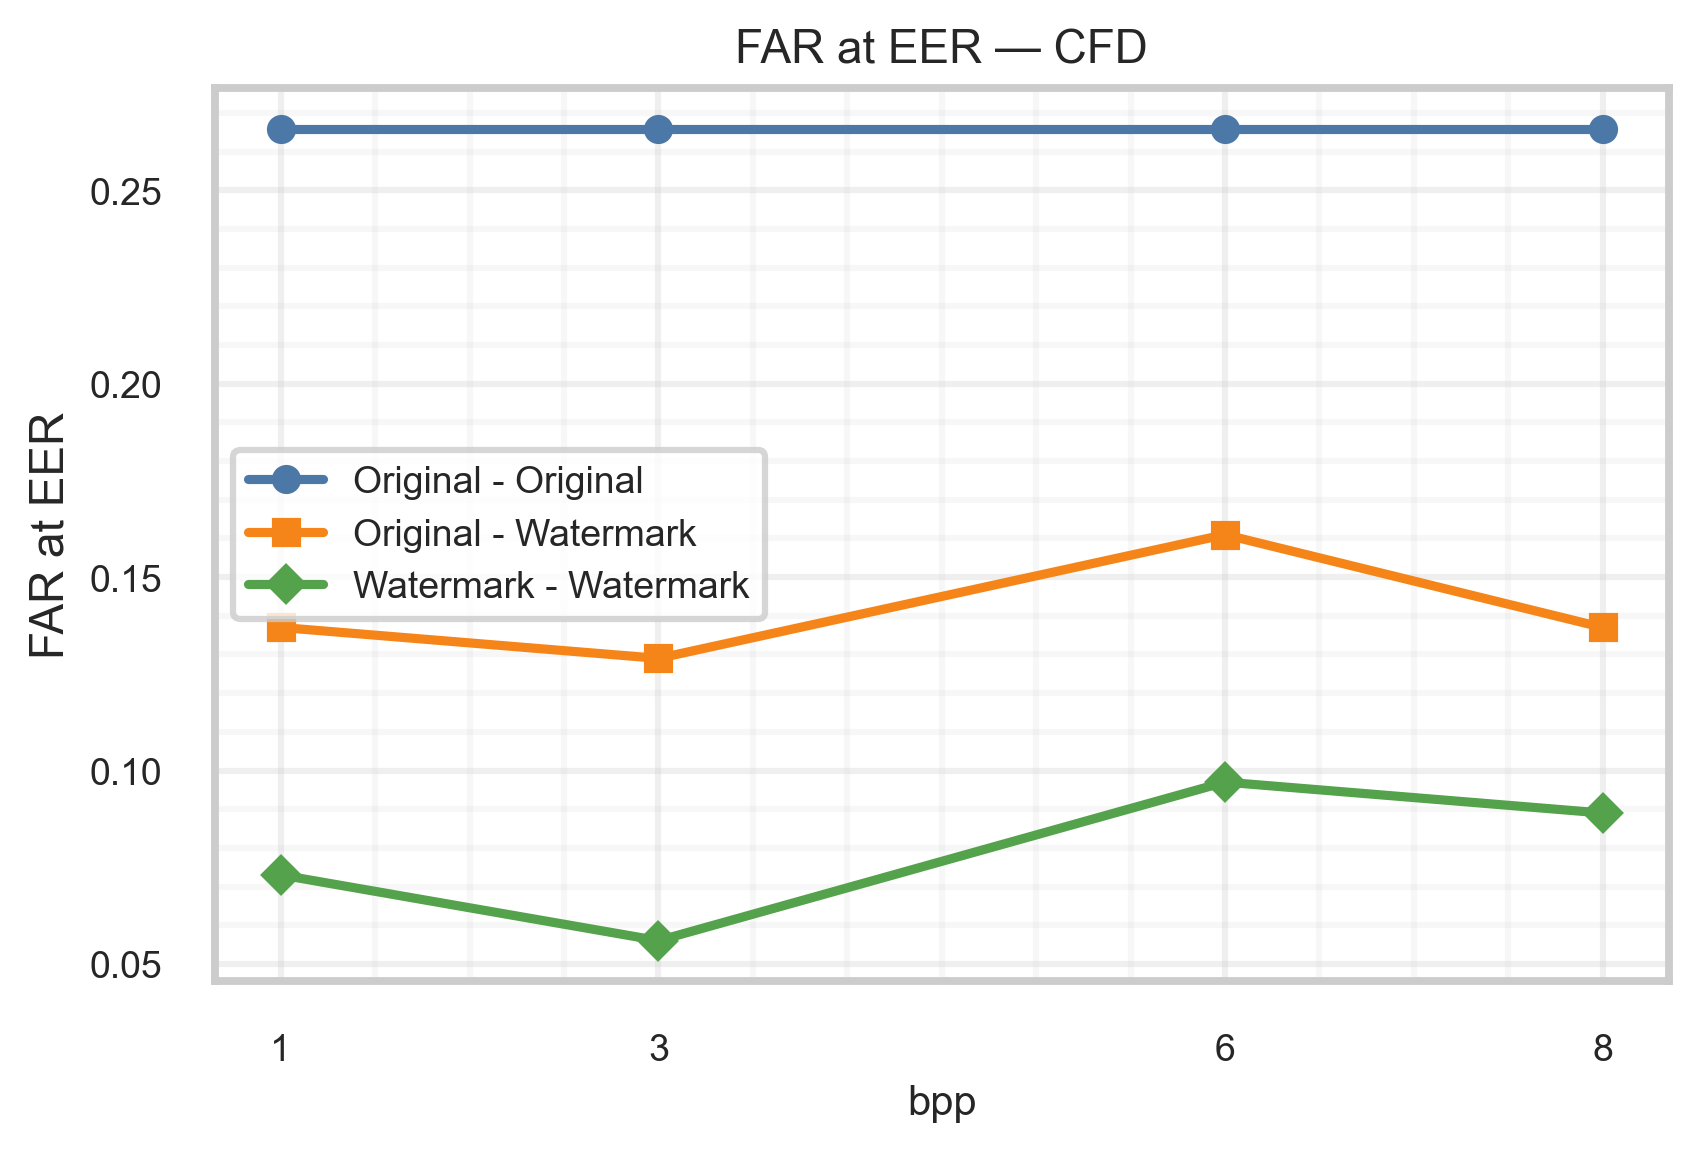 FAR at EER — CFD
FAR at EER
0.25
0.20
0.15
0.10
0.05
Original - Original
Original - Watermark
Watermark - Watermark
1 3 6 8
bpp